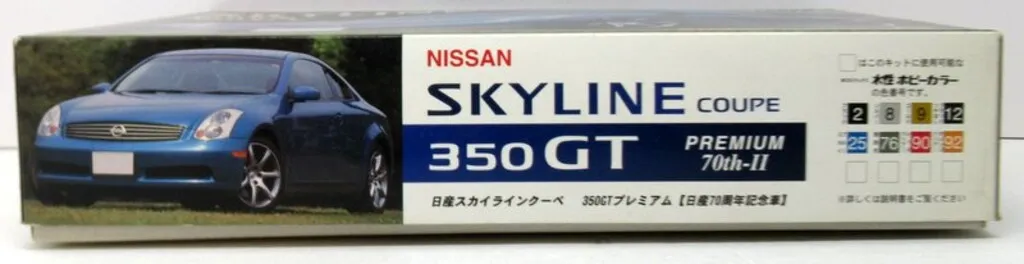 NISSAN
SKYLINE COUPE
350GT PREMIUM
70th-II
日産スカイラインクーペ 350GTプレミアム【日産70周年記念車】
□はこのキットに使用可能な
水性ホビーカラー
の色番号です。
2 8 9 12
25 76 90 92
※詳しくは説明書をご覧ください